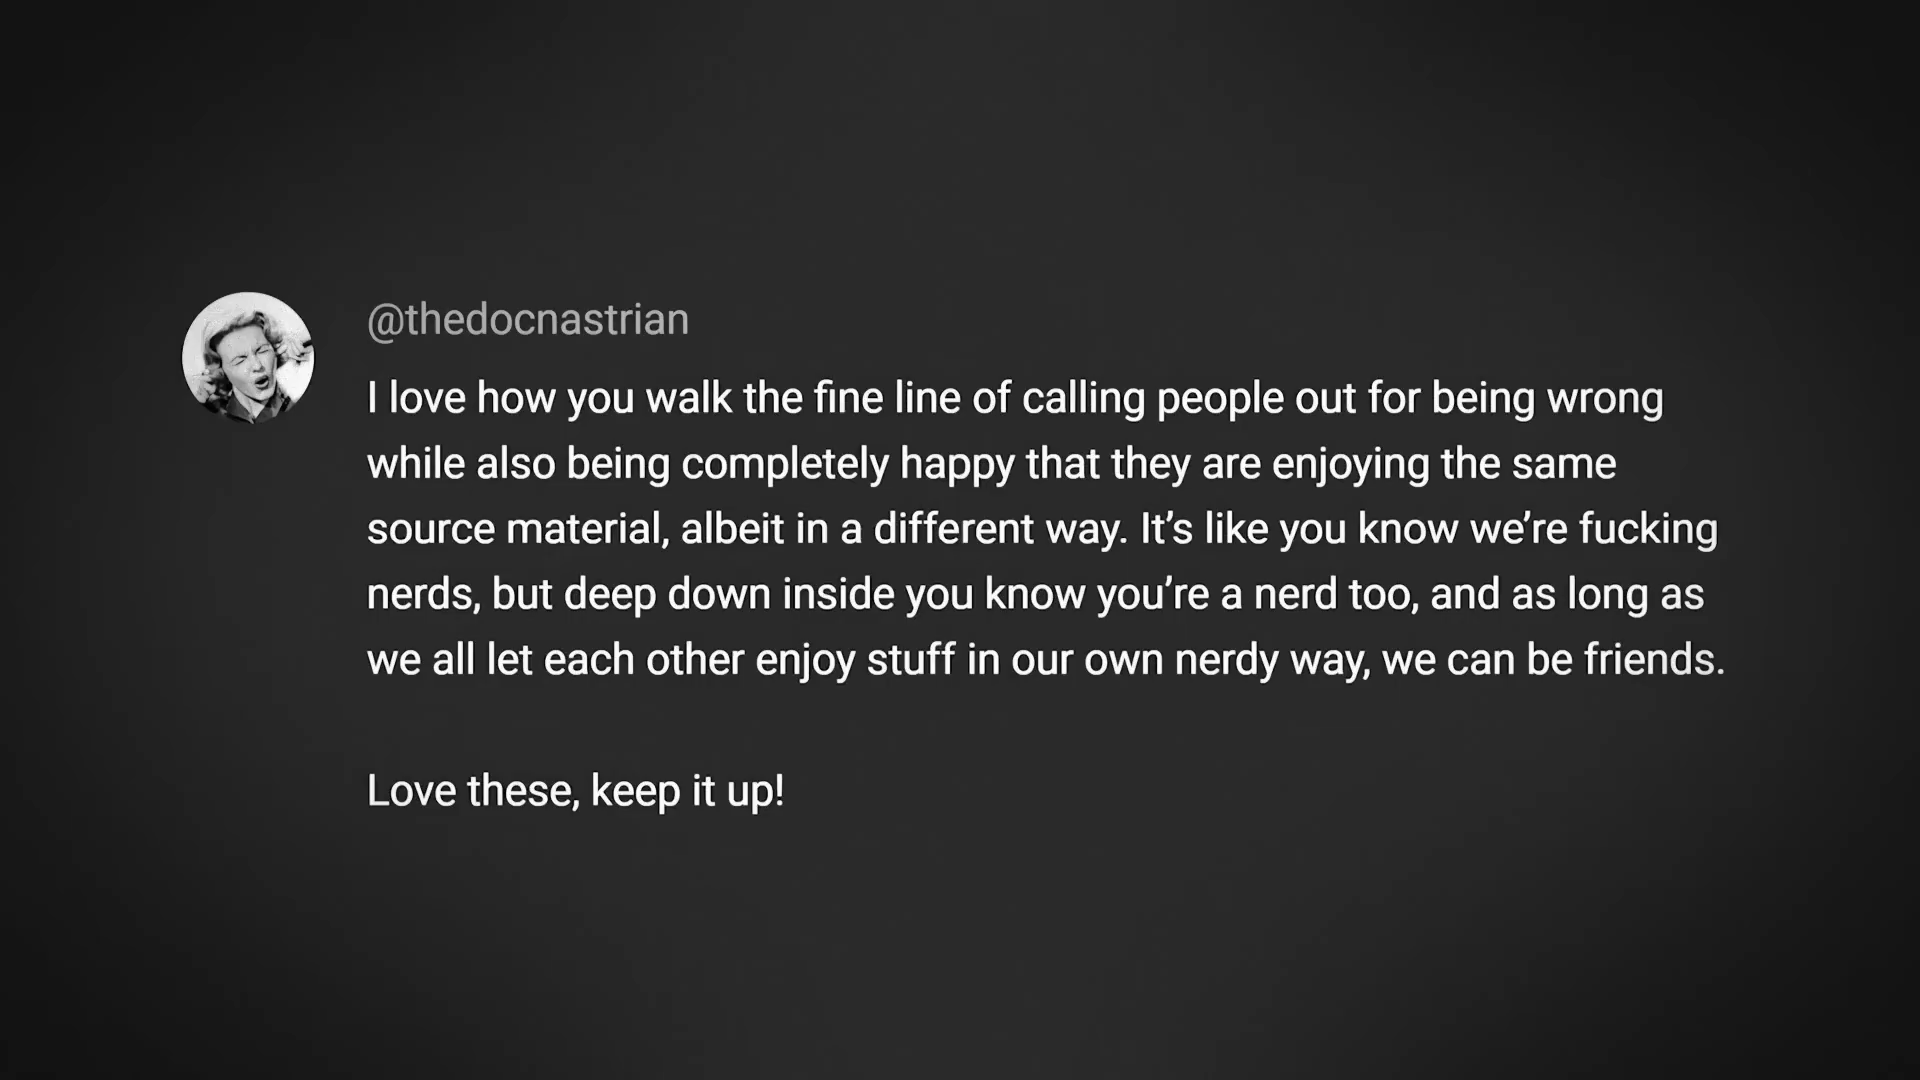 @thedocnastrian
I love how you walk the fine line of calling people out for being wrong
while also being completely happy that they are enjoying the same
source material, albeit in a different way. It’s like you know we’re fucking
nerds, but deep down inside you know you’re a nerd too, and as long as
we all let each other enjoy stuff in our own nerdy way, we can be friends.
Love these, keep it up!